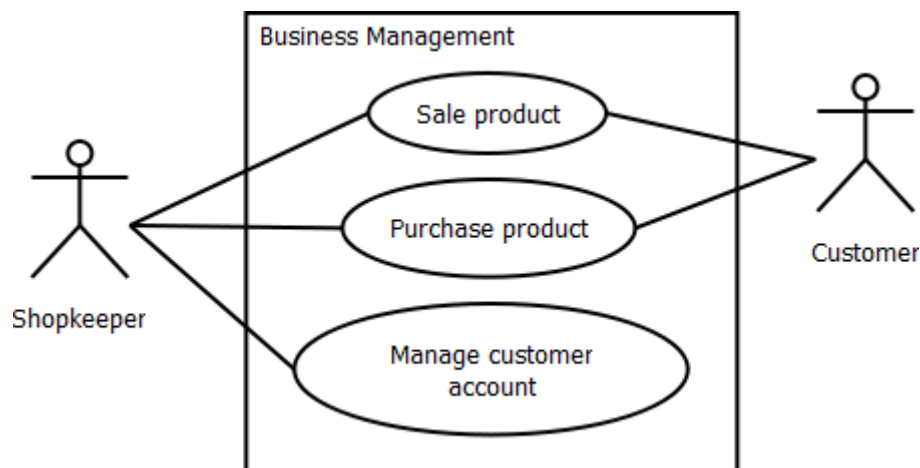 Business Management
Sale product
Purchase product
Customer
Shopkeeper
Manage customer
account